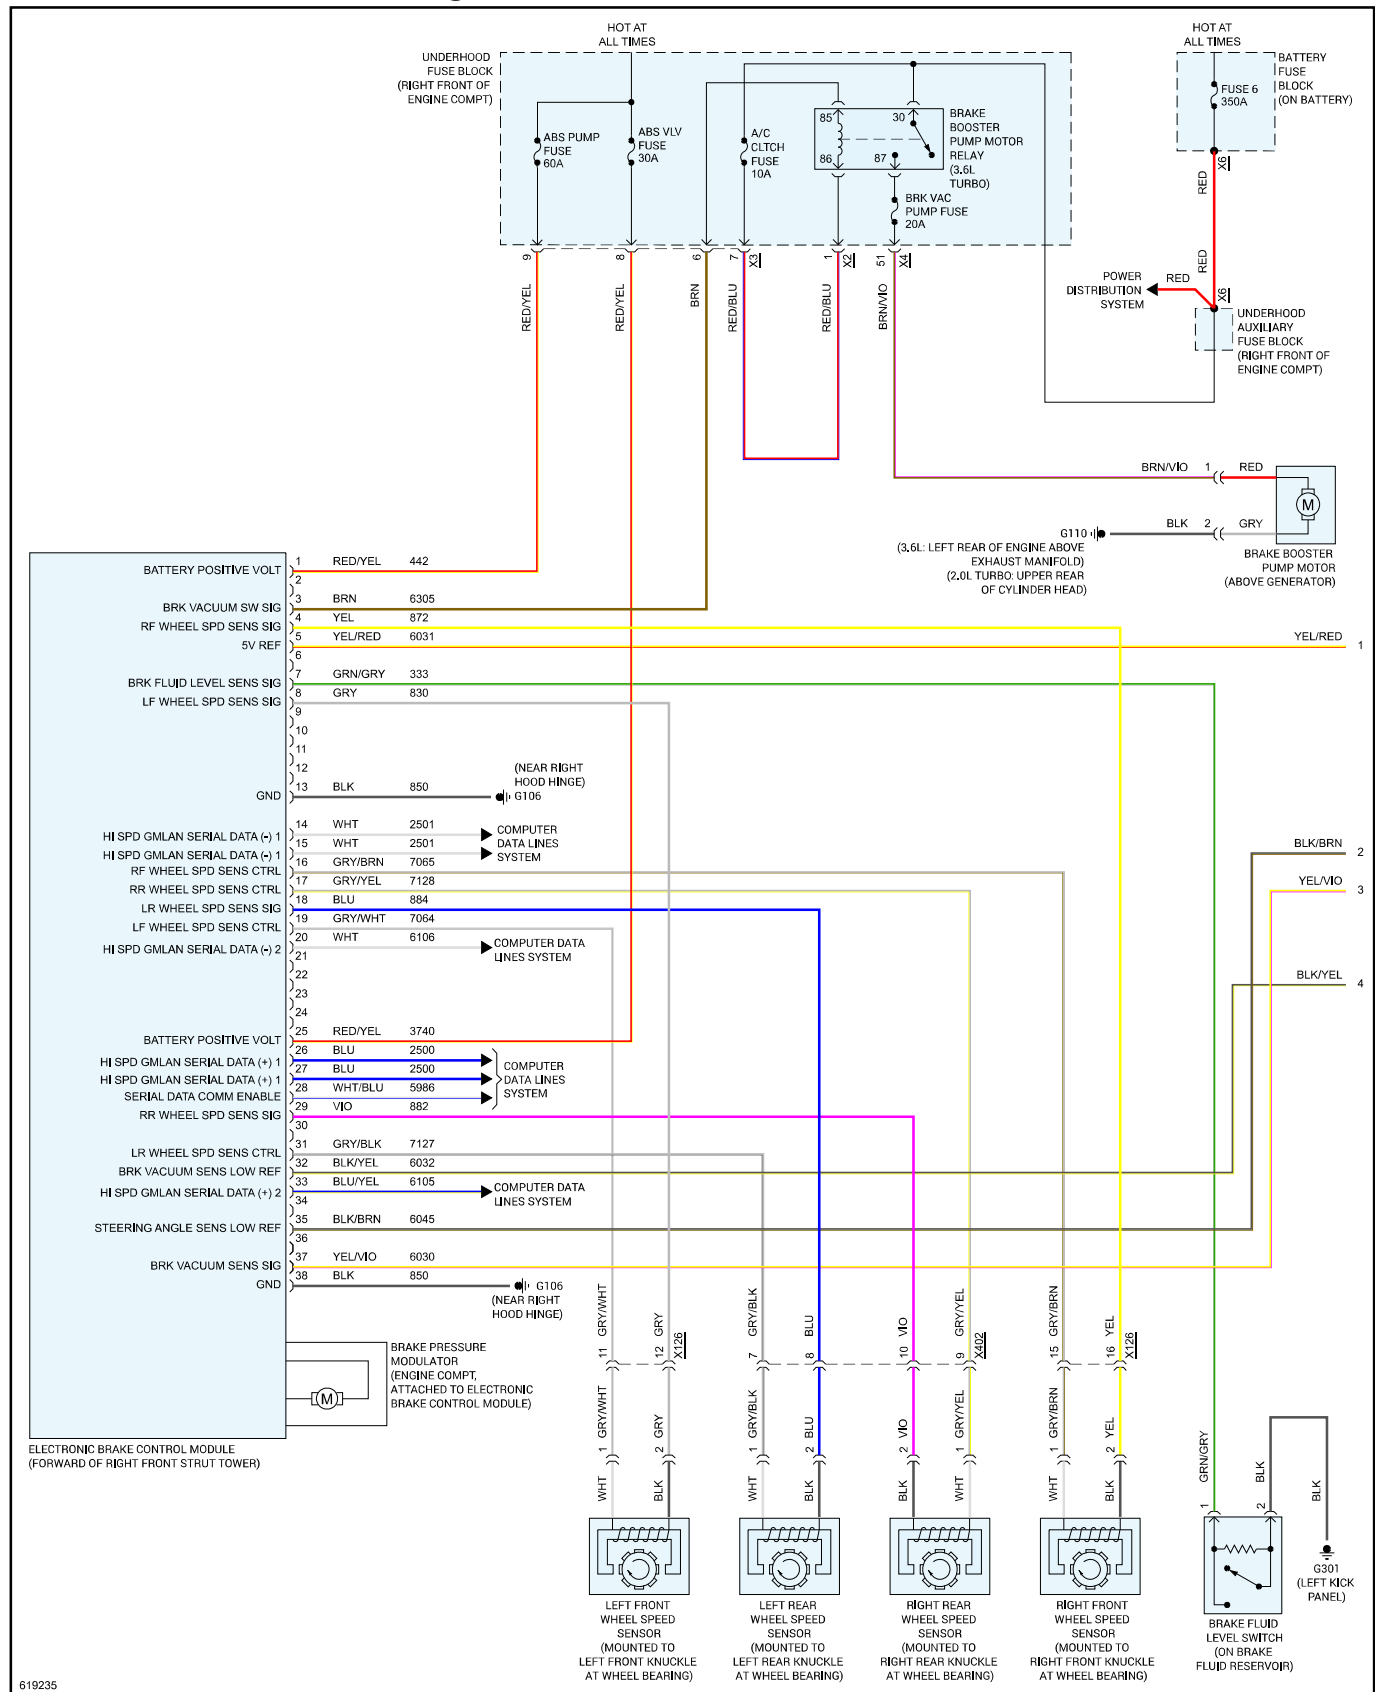 HOT AT
ALL TIMES
HOT AT
ALL TIMES
UNDERHOOD
FUSE BLOCK
(RIGHT FRONT OF
ENGINE COMPT)
ABS PUMP
FUSE
60A
ABS VLV
FUSE
30A
A/C
CLTCH
FUSE
10A
85
30
86
87
BRAKE
BOOSTER
PUMP MOTOR
RELAY
(3.6L
TURBO)
BRK VAC
PUMP FUSE
20A
FUSE 6
350A
BATTERY
FUSE
BLOCK
(ON BATTERY)
X6
RED
RED
9
8
6
7
X3
1
X2
51
X4
RED/YEL
RED/YEL
BRN
RED/BLU
RED/BLU
BRN/VIO
POWER
DISTRIBUTION
SYSTEM
RED
X6
UNDERHOOD
AUXILIARY
FUSE BLOCK
(RIGHT FRONT OF
ENGINE COMPT)
BRN/VIO 1 RED
M
G110
BLK 2 GRY
(3.6L: LEFT REAR OF ENGINE ABOVE
EXHAUST MANIFOLD)
(2.0L TURBO: UPPER REAR
OF CYLINDER HEAD)
BRAKE BOOSTER
PUMP MOTOR
(ABOVE GENERATOR)
BATTERY POSITIVE VOLT 1 RED/YEL 442
2
BRK VACUUM SW SIG 3 BRN 6305
RF WHEEL SPD SENS SIG 4 YEL 872
5V REF 5 YEL/RED 6031
YEL/RED 1
6
BRK FLUID LEVEL SENS SIG 7 GRN/GRY 333
LF WHEEL SPD SENS SIG 8 GRY 830
9
10
11
12
GND 13 BLK 850
(NEAR RIGHT
HOOD HINGE)
G106
HI SPD GMLAN SERIAL DATA (-) 1 14 WHT 2501
HI SPD GMLAN SERIAL DATA (-) 1 15 WHT 2501
COMPUTER
DATA LINES
SYSTEM
RF WHEEL SPD SENS CTRL 16 GRY/BRN 7065
RR WHEEL SPD SENS CTRL 17 GRY/YEL 7128
LR WHEEL SPD SENS SIG 18 BLU 884
LF WHEEL SPD SENS CTRL 19 GRY/WHT 7064
HI SPD GMLAN SERIAL DATA (-) 2 20 WHT 6106
COMPUTER DATA
LINES SYSTEM
BLK/BRN 2
YEL/VIO 3
BLK/YEL 4
21
22
23
24
BATTERY POSITIVE VOLT 25 RED/YEL 3740
HI SPD GMLAN SERIAL DATA (+) 1 26 BLU 2500
HI SPD GMLAN SERIAL DATA (+) 1 27 BLU 2500
SERIAL DATA COMM ENABLE 28 WHT/BLU 5986
COMPUTER
DATA LINES
SYSTEM
RR WHEEL SPD SENS SIG 29 VIO 882
30
LR WHEEL SPD SENS CTRL 31 GRY/BLK 7127
BRK VACUUM SENS LOW REF 32 BLK/YEL 6032
HI SPD GMLAN SERIAL DATA (+) 2 33 BLU/YEL 6105
COMPUTER DATA
LINES SYSTEM
34
STEERING ANGLE SENS LOW REF 35 BLK/BRN 6045
36
BRK VACUUM SENS SIG 37 YEL/VIO 6030
GND 38 BLK 850
G106
(NEAR RIGHT
HOOD HINGE)
M
BRAKE PRESSURE
MODULATOR
(ENGINE COMPT,
ATTACHED TO ELECTRONIC
BRAKE CONTROL MODULE)
ELECTRONIC BRAKE CONTROL MODULE
(FORWARD OF RIGHT FRONT STRUT TOWER)
11 GRY/WHT
12 GRY
X126
7 GRY/BLK
8 BLU
10 VIO
9 GRY/YEL
X402
15 GRY/BRN
16 YEL
X126
1 GRY/WHT
2 GRY
1 GRY/BLK
2 BLU
2 VIO
1 GRY/YEL
1 GRY/BRN
2 YEL
WHT
BLK
WHT
BLK
BLK
WHT
WHT
BLK
GRN/GRY
BLK
BLK
1
2
LEFT FRONT
WHEEL SPEED
SENSOR
(MOUNTED TO
LEFT FRONT KNUCKLE
AT WHEEL BEARING)
LEFT REAR
WHEEL SPEED
SENSOR
(MOUNTED TO
LEFT REAR KNUCKLE
AT WHEEL BEARING)
RIGHT REAR
WHEEL SPEED
SENSOR
(MOUNTED TO
RIGHT REAR KNUCKLE
AT WHEEL BEARING)
RIGHT FRONT
WHEEL SPEED
SENSOR
(MOUNTED TO
RIGHT FRONT KNUCKLE
AT WHEEL BEARING)
G301
(LEFT KICK
PANEL)
BRAKE FLUID
LEVEL SWITCH
(ON BRAKE
FLUID RESERVOIR)
619235